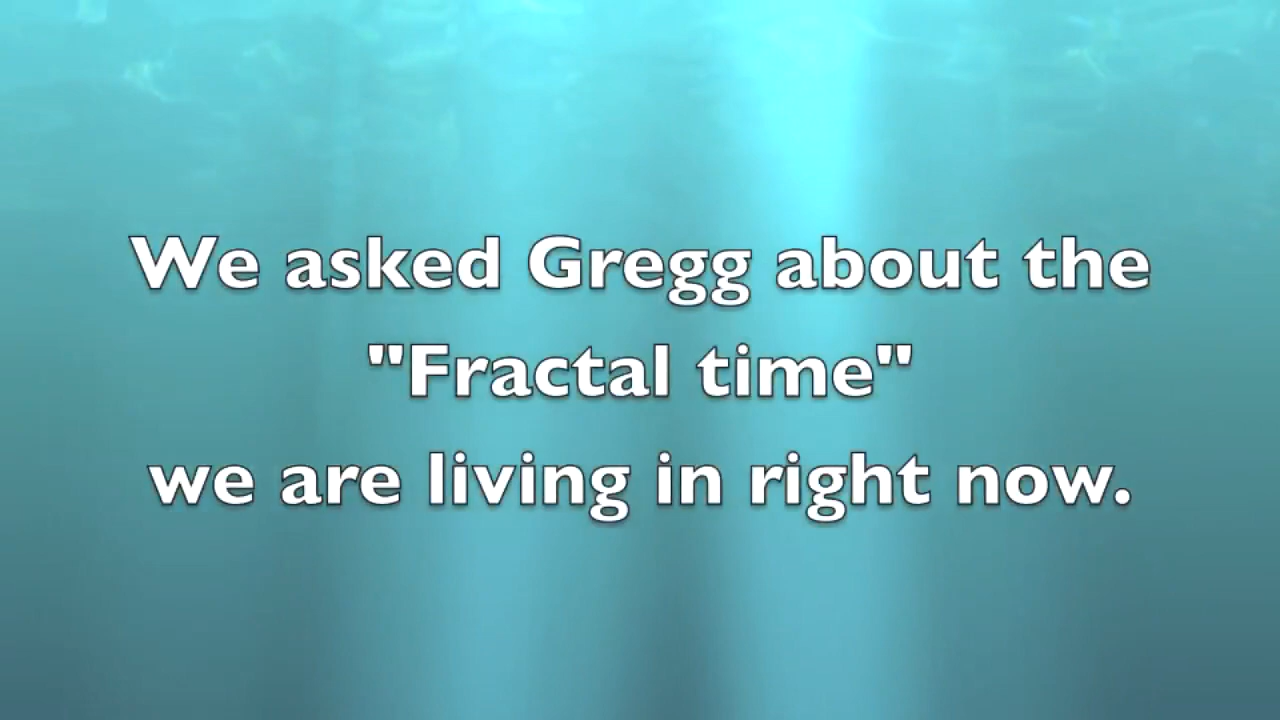 We asked Gregg about the
"Fractal time"
we are living in right now.